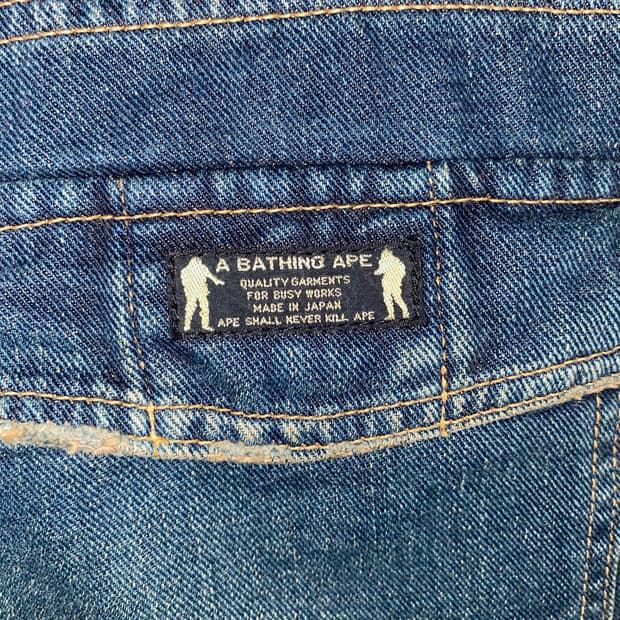 A BATHING APE
QUALITY GARMENTS
FOR BUSY WORKS
MADE IN JAPAN
APE SHALL NEVER KILL APE